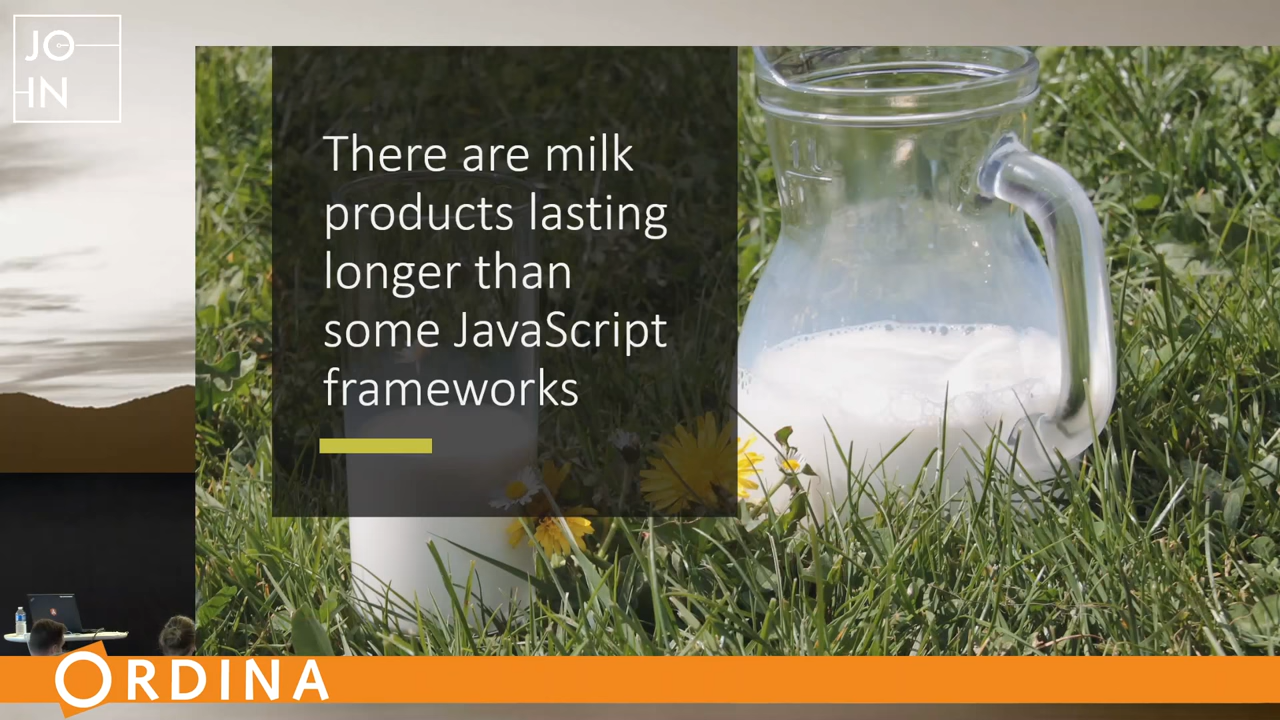 JO
IN
There are milk
products lasting
longer than
some JavaScript
frameworks
ORDINA